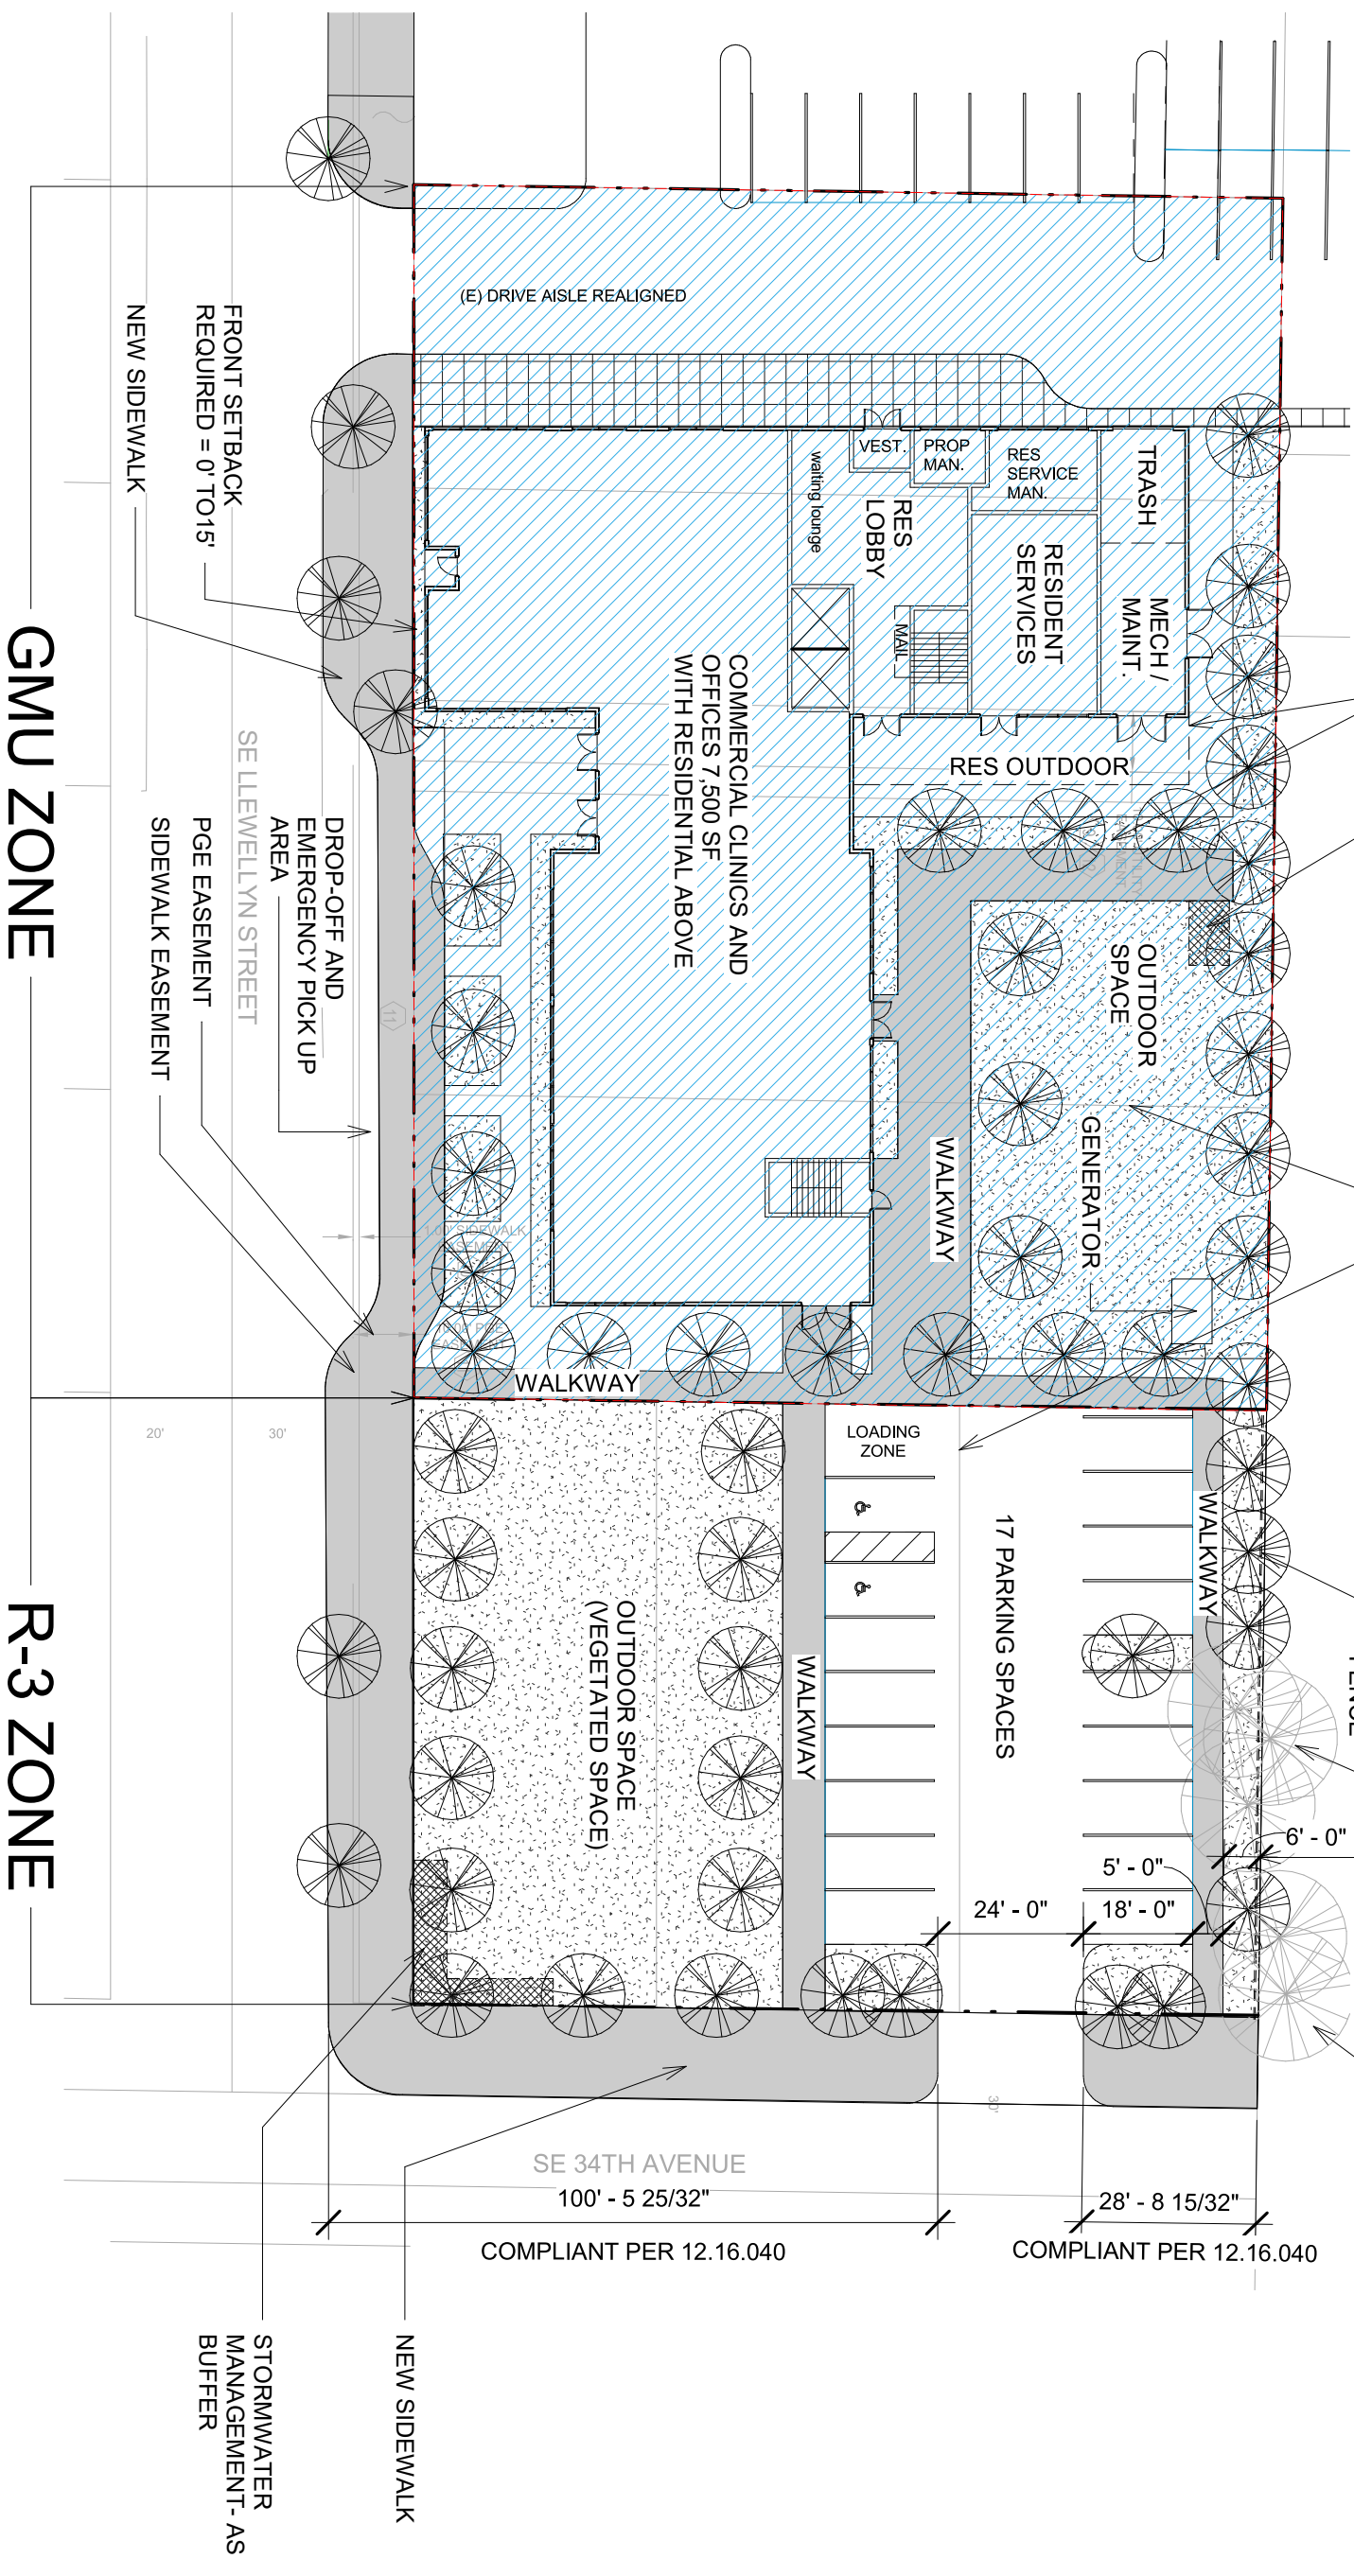 (E) DRIVE AISLE REALIGNED
FRONT SETBACK
REQUIRED = 0' TO15'
NEW SIDEWALK
VEST.
PROP
MAN.
RES
SERVICE
MAN.
TRASH
waiting lounge
RES
LOBBY
RESIDENT
SERVICES
MECH /
MAINT.
MAIL
COMMERCIAL CLINICS AND
OFFICES 7,500 SF
WITH RESIDENTIAL ABOVE
RES OUTDOOR
GMU ZONE
SE LLEWELLYN STREET
DROP-OFF AND
EMERGENCY PICK UP
AREA
PGE EASEMENT
SIDEWALK EASEMENT
11
OUTDOOR
SPACE
GENERATOR
WALKWAY
SIDEWALK
EASEMENT
WALKWAY
20'
30'
LOADING
ZONE
17 PARKING SPACES
WALKWAY
OUTDOOR SPACE
(VEGETATED SPACE)
WALKWAY
R-3 ZONE
FENCE
6' - 0"
5' - 0"
24' - 0"
18' - 0"
30'
SE 34TH AVENUE
100' - 5 25/32"
28' - 8 15/32"
COMPLIANT PER 12.16.040
COMPLIANT PER 12.16.040
NEW SIDEWALK
STORMWATER
MANAGEMENT- AS
BUFFER